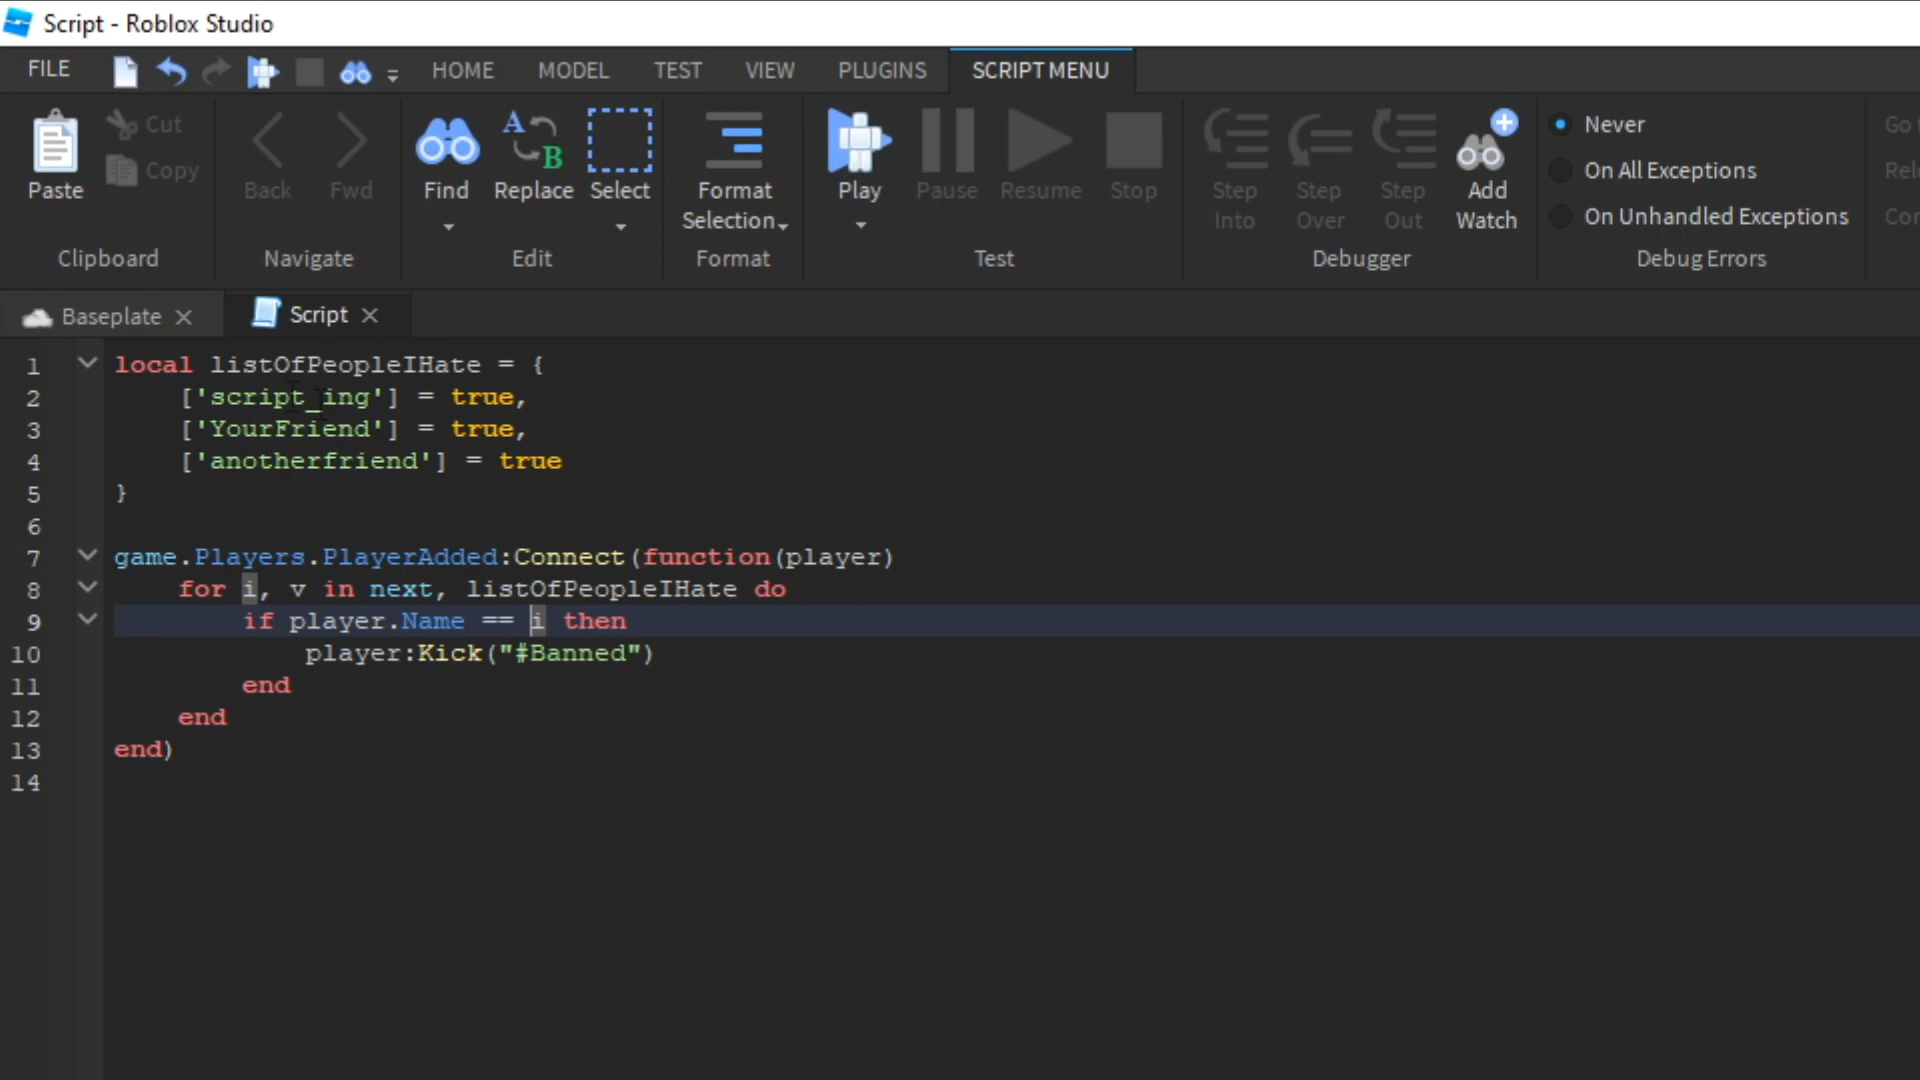 Script - Roblox Studio
FILE HOME MODEL TEST VIEW PLUGINS SCRIPT MENU
Paste Cut Copy
Back Fwd
Find Replace Select
Format Selection
Play Pause Resume Stop
Step Into Step Over Step Out Add Watch
Never
On All Exceptions
On Unhandled Exceptions
Clipboard Navigate Edit Format Test Debugger Debug Errors
Baseplate Script
1 local listOfPeopleIHate = {
2 ['script_ing'] = true,
3 ['YourFriend'] = true,
4 ['anotherfriend'] = true
5 }
6
7 game.Players.PlayerAdded:Connect(function(player)
8 for i, v in next, listOfPeopleIHate do
9 if player.Name == i then
10 player:Kick("#Banned")
11 end
12 end
13 end)
14